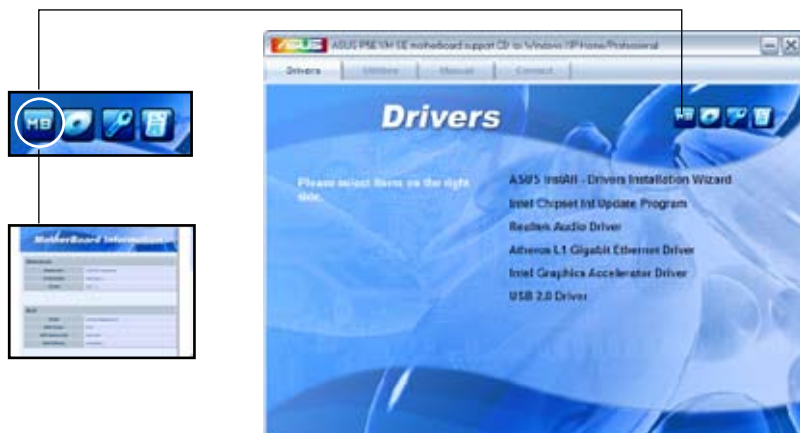 ASUS P5E VM SE motherboard support CD for Windows XP Home/Professional
Drivers
Utilities
Manual
Contact
Drivers
MB
Please select items on the right side.
ASUS InstAll - Drivers Installation Wizard
Intel Chipset Inf Update Program
Realtek Audio Driver
Atheros L1 Gigabit Ethernet Driver
Intel Graphics Accelerator Driver
USB 2.0 Driver
MB
MotherBoard Information